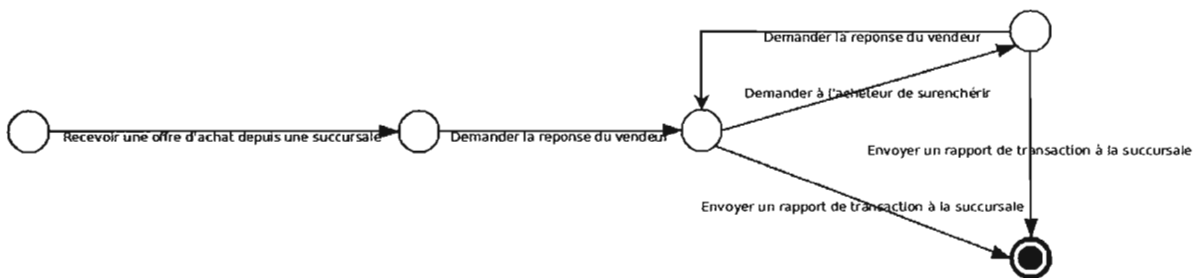 Demander la reponse du vendeur
Demander à l'acheteur de surenchérir
Recevoir une offre d'achat depuis une succursale
Demander la reponse du vendeur
Envoyer un rapport de transaction à la succursale
Envoyer un rapport de transaction à la succursale